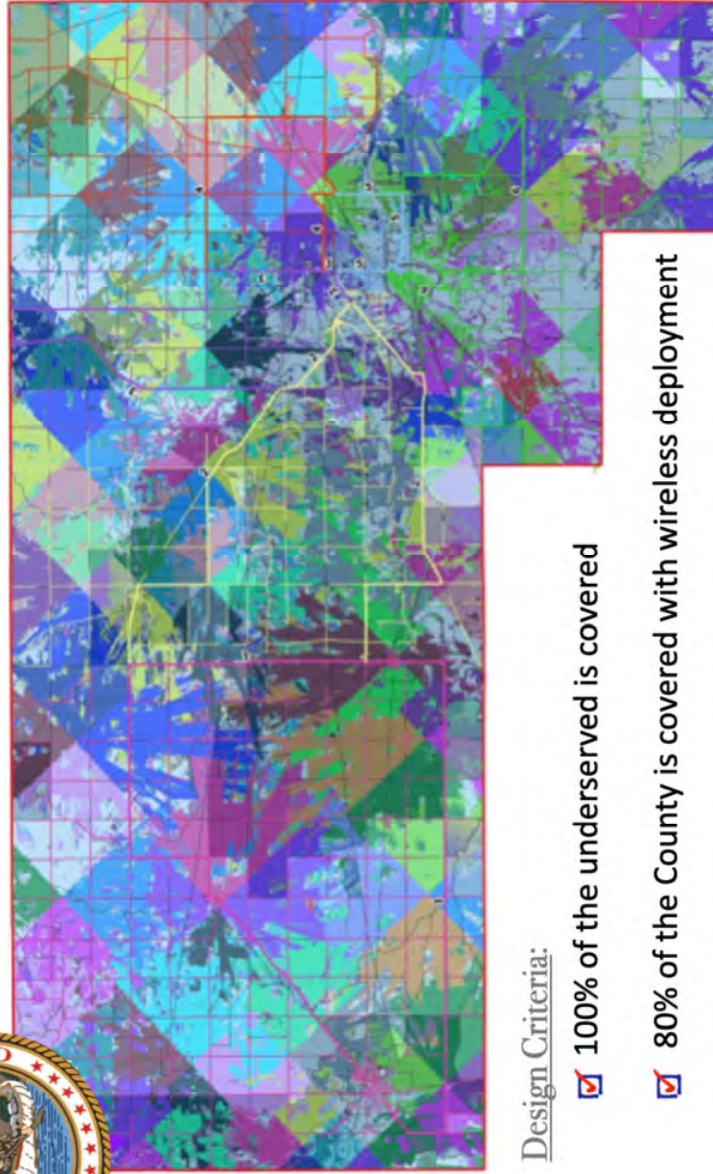 Design Criteria:
100% of the underserved is covered
80% of the County is covered with wireless deployment